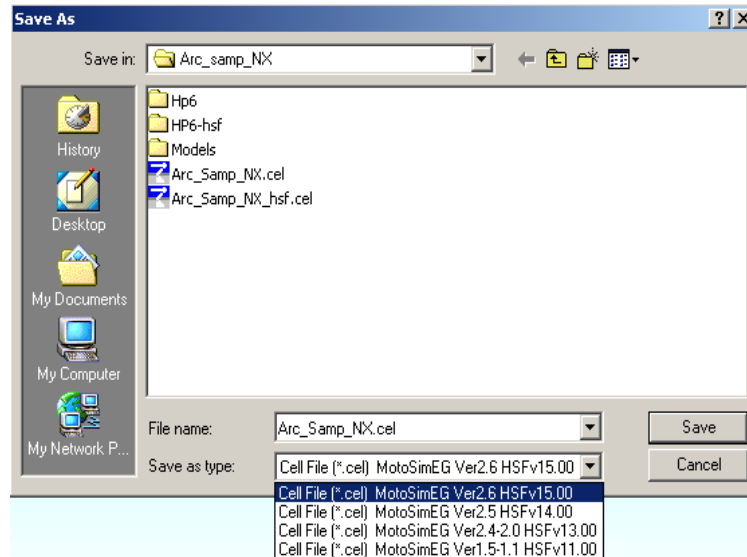 Save As
Save in: Arc_samp_NX
Hp6
HP6-hsf
Models
Arc_Samp_NX.cel
Arc_Samp_NX_hsf.cel
History
Desktop
My Documents
My Computer
My Network P...
File name: Arc_Samp_NX.cel Save
Save as type: Cell File (*.cel) MotoSimEG Ver2.6 HSFv15.00 Cancel
Cell File (*.cel) MotoSimEG Ver2.6 HSFv15.00
Cell File (*.cel) MotoSimEG Ver2.5 HSFv14.00
Cell File (*.cel) MotoSimEG Ver2.4-2.0 HSFv13.00
Cell File (*.cel) MotoSimEG Ver1.5-1.1 HSFv11.00